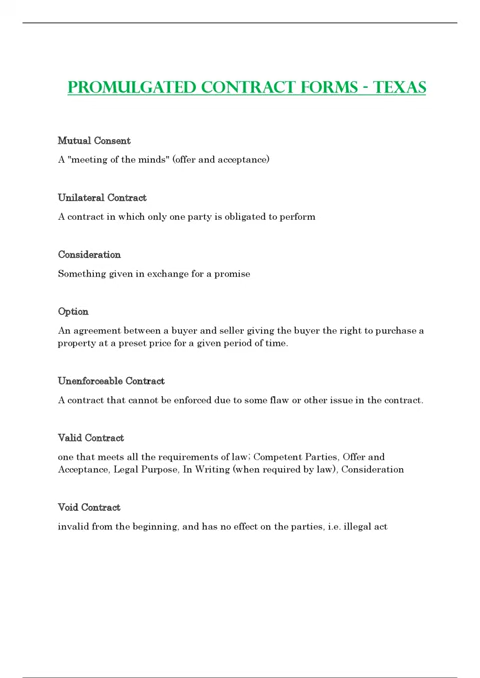 PROMULGATED CONTRACT FORMS - TEXAS
Mutual Consent
A "meeting of the minds" (offer and acceptance)
Unilateral Contract
A contract in which only one party is obligated to perform
Consideration
Something given in exchange for a promise
Option
An agreement between a buyer and seller giving the buyer the right to purchase a
property at a preset price for a given period of time.
Unenforceable Contract
A contract that cannot be enforced due to some flaw or other issue in the contract.
Valid Contract
one that meets all the requirements of law; Competent Parties, Offer and
Acceptance, Legal Purpose, In Writing (when required by law), Consideration
Void Contract
invalid from the beginning, and has no effect on the parties, i.e. illegal act